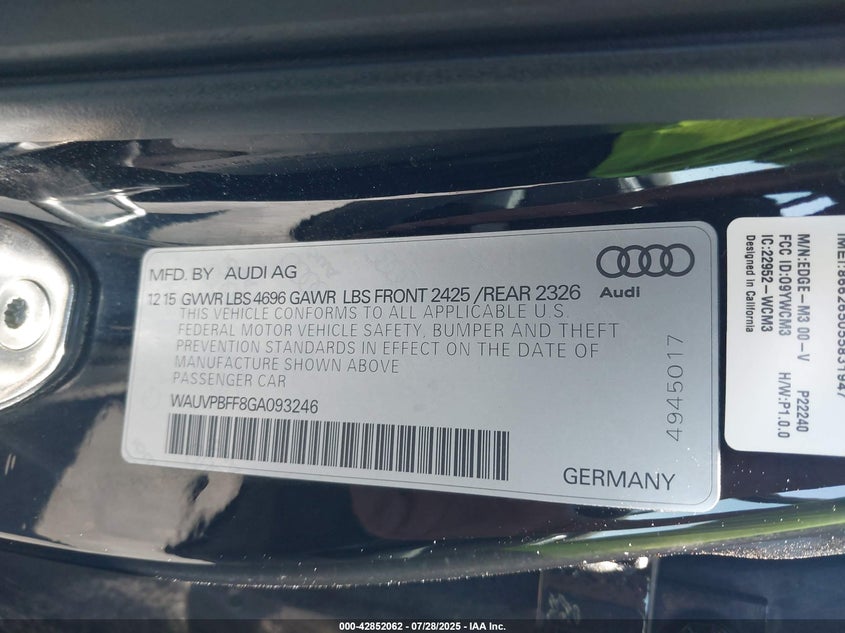 MFD. BY AUDI AG
12 15 GVWR LBS 4696 GAWR LBS FRONT 2425 /REAR 2326
THIS VEHICLE CONFORMS TO ALL APPLICABLE U.S.
FEDERAL MOTOR VEHICLE SAFETY, BUMPER AND THEFT
PREVENTION STANDARDS IN EFFECT ON THE DATE OF
MANUFACTURE SHOWN ABOVE
PASSENGER CAR
WAUVPBFF8GA093246
GERMANY
Audi
4945017
M/N:EDGE-M3 00-V P22240
FCC ID:O9YWCM3 H/W:P1.0.0
IC:22952-WCM3
Designed in California
000-42852062 / 07/28/2025 - IAA Inc.